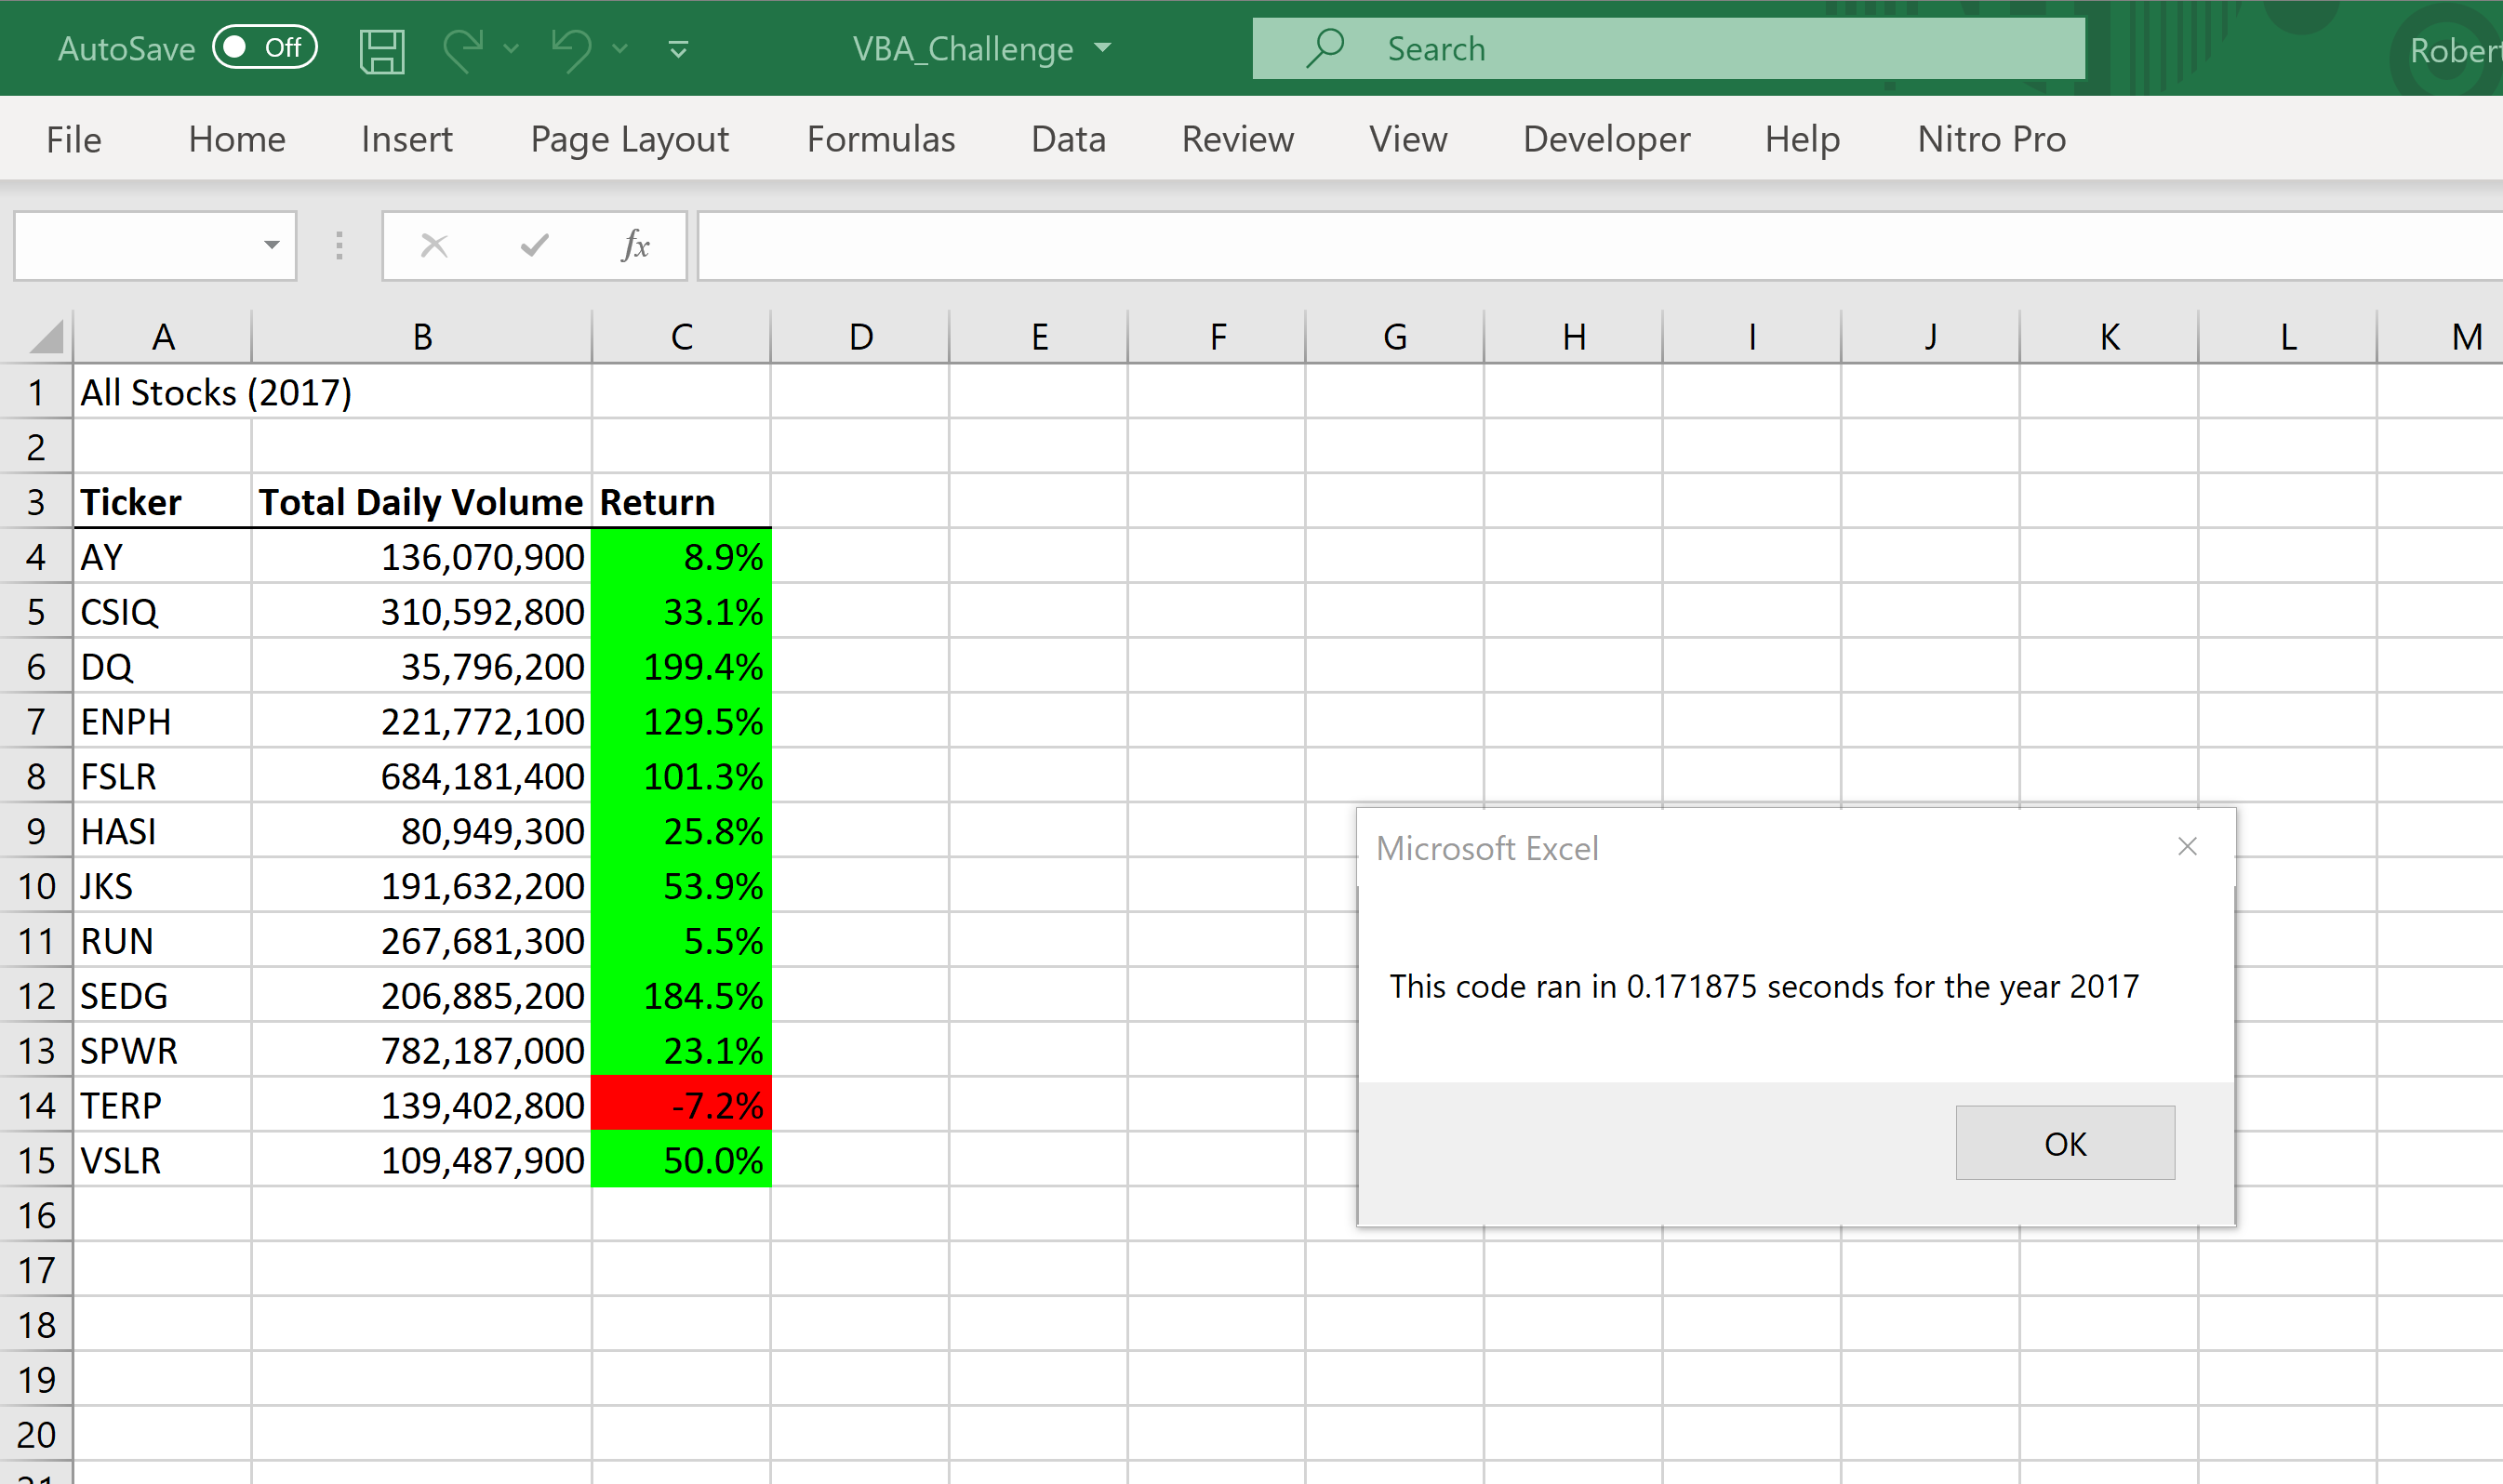 AutoSave Off VBA_Challenge Search Robert
File Home Insert Page Layout Formulas Data Review View Developer Help Nitro Pro
fx
A B C D E F G H I J K L M
1 All Stocks (2017)
2
3 Ticker Total Daily Volume Return
4 AY 136,070,900 8.9%
5 CSIQ 310,592,800 33.1%
6 DQ 35,796,200 199.4%
7 ENPH 221,772,100 129.5%
8 FSLR 684,181,400 101.3%
9 HASI 80,949,300 25.8%
10 JKS 191,632,200 53.9%
11 RUN 267,681,300 5.5%
12 SEDG 206,885,200 184.5%
13 SPWR 782,187,000 23.1%
14 TERP 139,402,800 -7.2%
15 VSLR 109,487,900 50.0%
16
17
18
19
20
21
Microsoft Excel
This code ran in 0.171875 seconds for the year 2017
OK